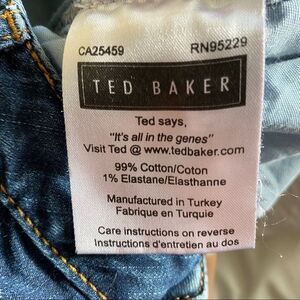 CA25459 RN95229
TED BAKER
Ted says,
"It's all in the genes"
Visit Ted @ www.tedbaker.com
99% Cotton/Coton
1% Elastane/Elasthanne
Manufactured in Turkey
Fabrique en Turquie
Care instructions on reverse
Instructions d'entretien au dos